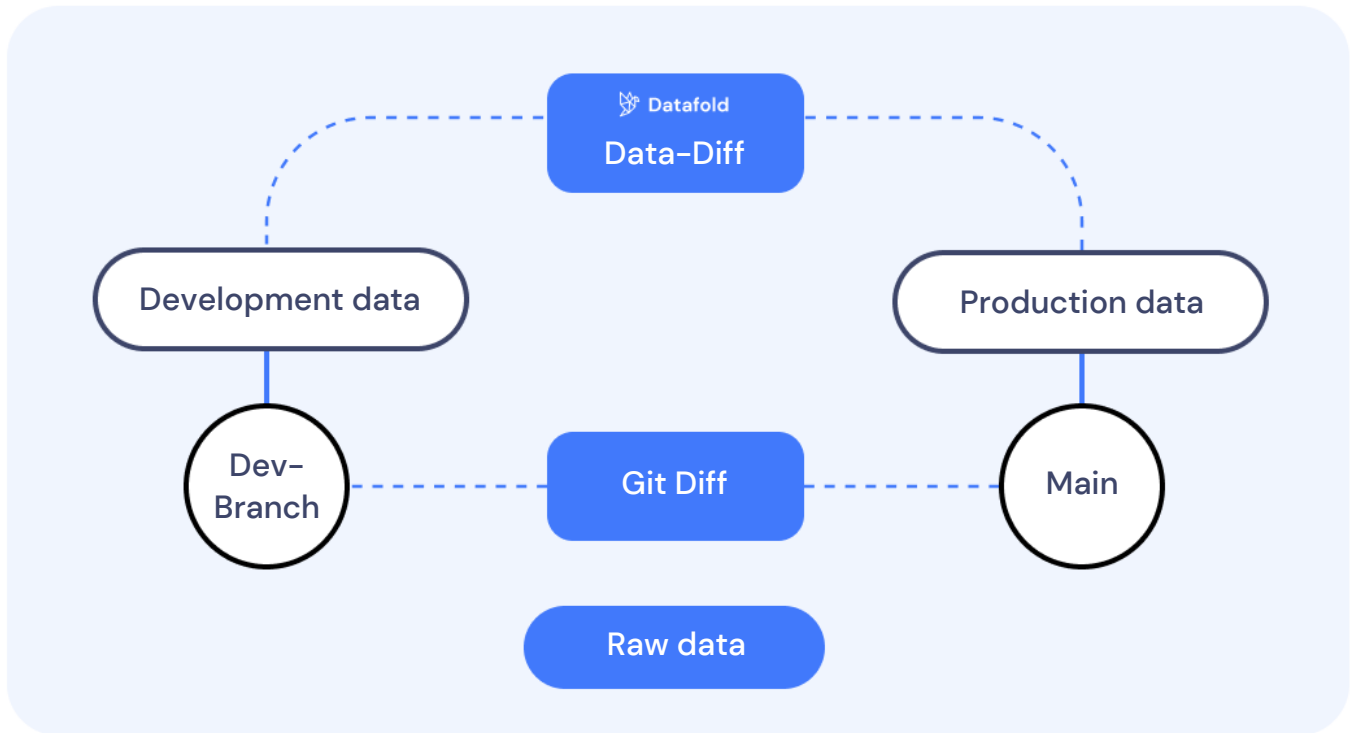 Datafold
Data-Diff
Development data
Production data
Dev-
Branch
Git Diff
Main
Raw data